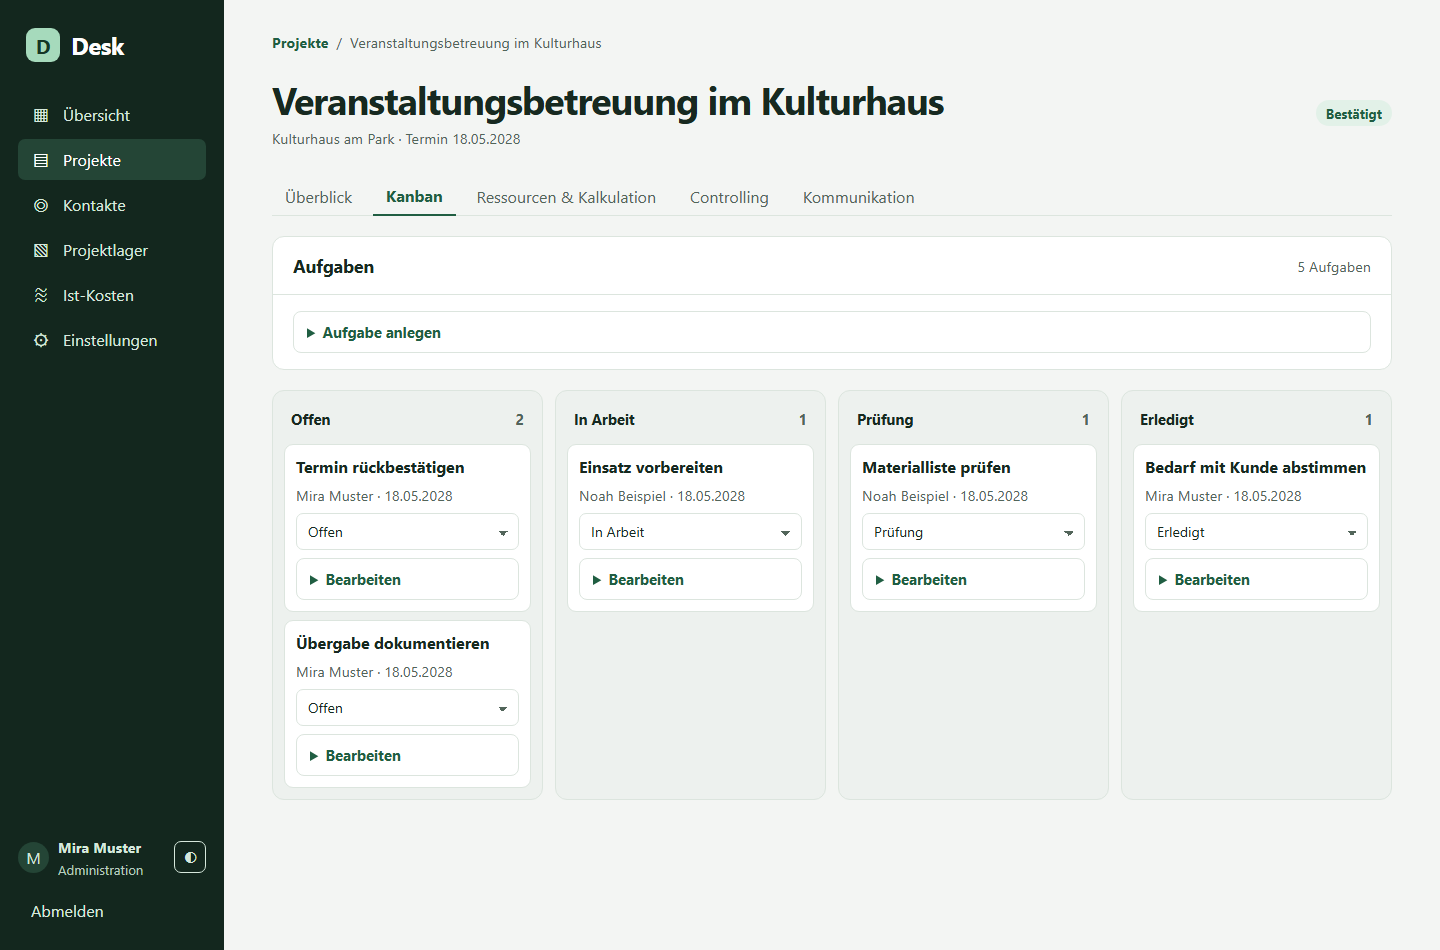 D Desk
Übersicht
Projekte
Kontakte
Projektlager
Ist-Kosten
Einstellungen
M
Mira Muster
Administration
Abmelden
Projekte / Veranstaltungsbetreuung im Kulturhaus
Veranstaltungsbetreuung im Kulturhaus
Bestätigt
Kulturhaus am Park · Termin 18.05.2028
Überblick Kanban Ressourcen & Kalkulation Controlling Kommunikation
Aufgaben 5 Aufgaben
Aufgabe anlegen
Offen 2
Termin rückbestätigen
Mira Muster · 18.05.2028
Offen
Bearbeiten
Übergabe dokumentieren
Mira Muster · 18.05.2028
Offen
Bearbeiten
In Arbeit 1
Einsatz vorbereiten
Noah Beispiel · 18.05.2028
In Arbeit
Bearbeiten
Prüfung 1
Materialliste prüfen
Noah Beispiel · 18.05.2028
Prüfung
Bearbeiten
Erledigt 1
Bedarf mit Kunde abstimmen
Mira Muster · 18.05.2028
Erledigt
Bearbeiten